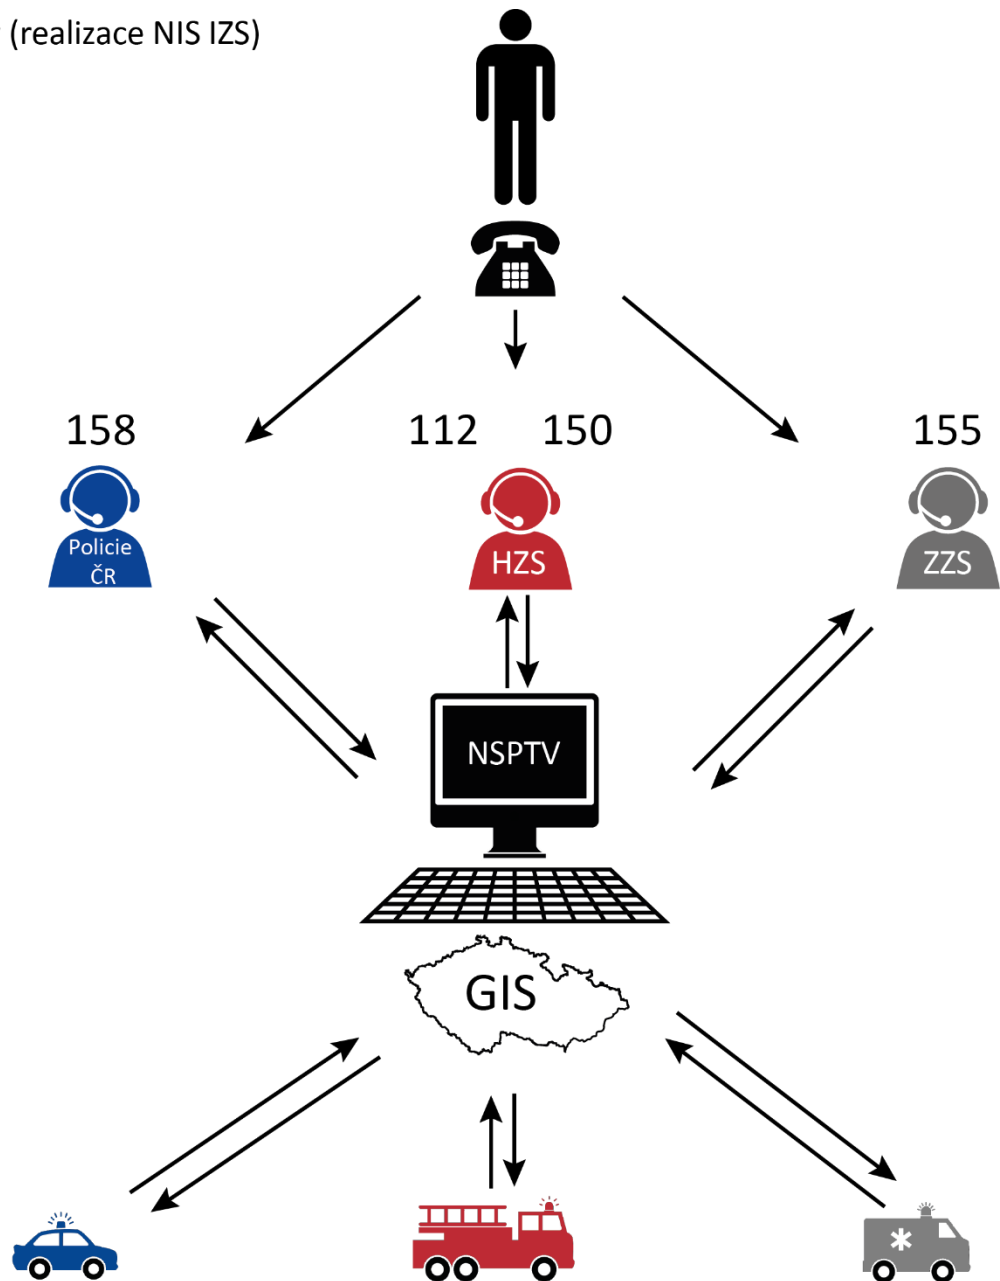 (realizace NIS IZS)
158
112 150
155
Policie
ČR
HZS
ZZS
NSPTV
GIS